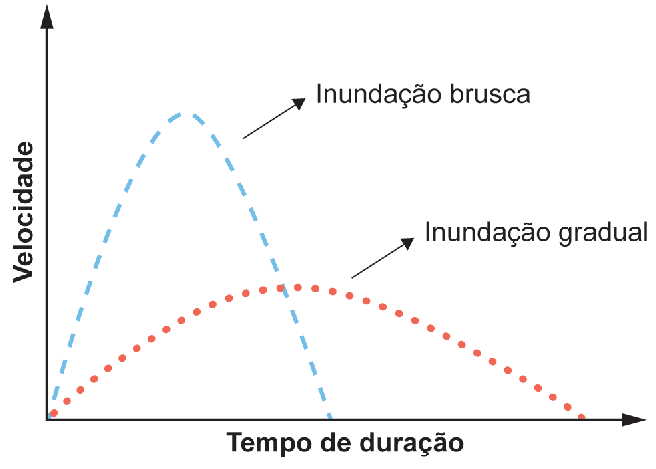 Inundação brusca
Inundação gradual
Velocidade
Tempo de duração